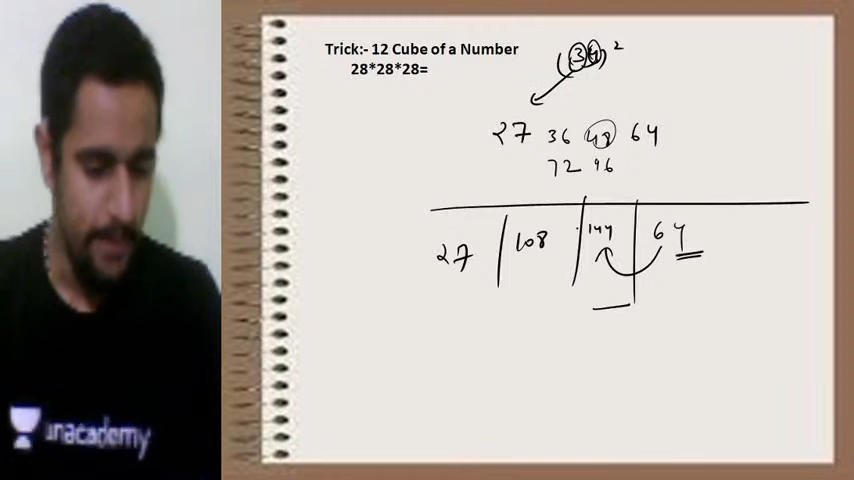 Trick:- 12 Cube of a Number
28*28*28=
(34)²
27 36 48 64
72 96
27 | 108 | 144 | 64
unacademy